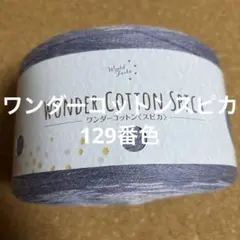 World Socks
WONDER COTTON SPICA
ワンダーコットン スピカ
ワンダーコットン〈スピカ〉
129番色